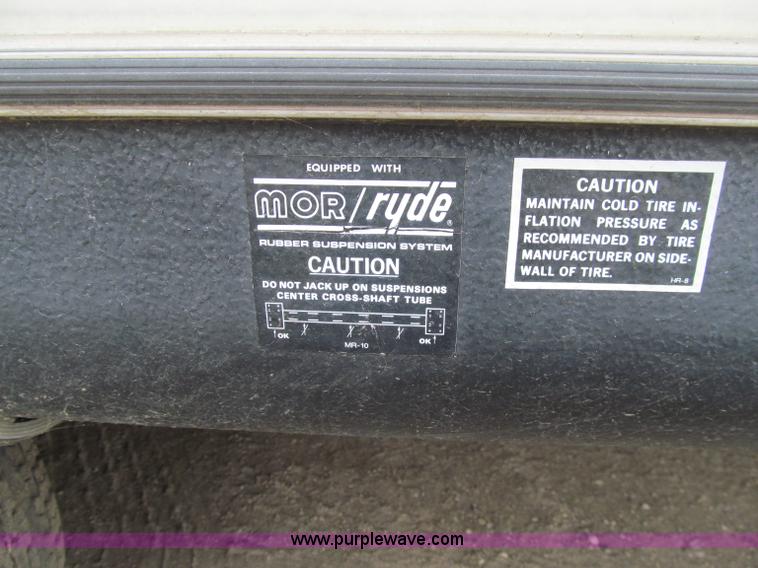 EQUIPPED WITH
MOR/ryde®
RUBBER SUSPENSION SYSTEM
CAUTION
DO NOT JACK UP ON SUSPENSIONS
CENTER CROSS-SHAFT TUBE
OK OK
MR-10
CAUTION
MAINTAIN COLD TIRE IN-
FLATION PRESSURE AS
RECOMMENDED BY TIRE
MANUFACTURER ON SIDE-
WALL OF TIRE.
HR-8
www.purplewave.com